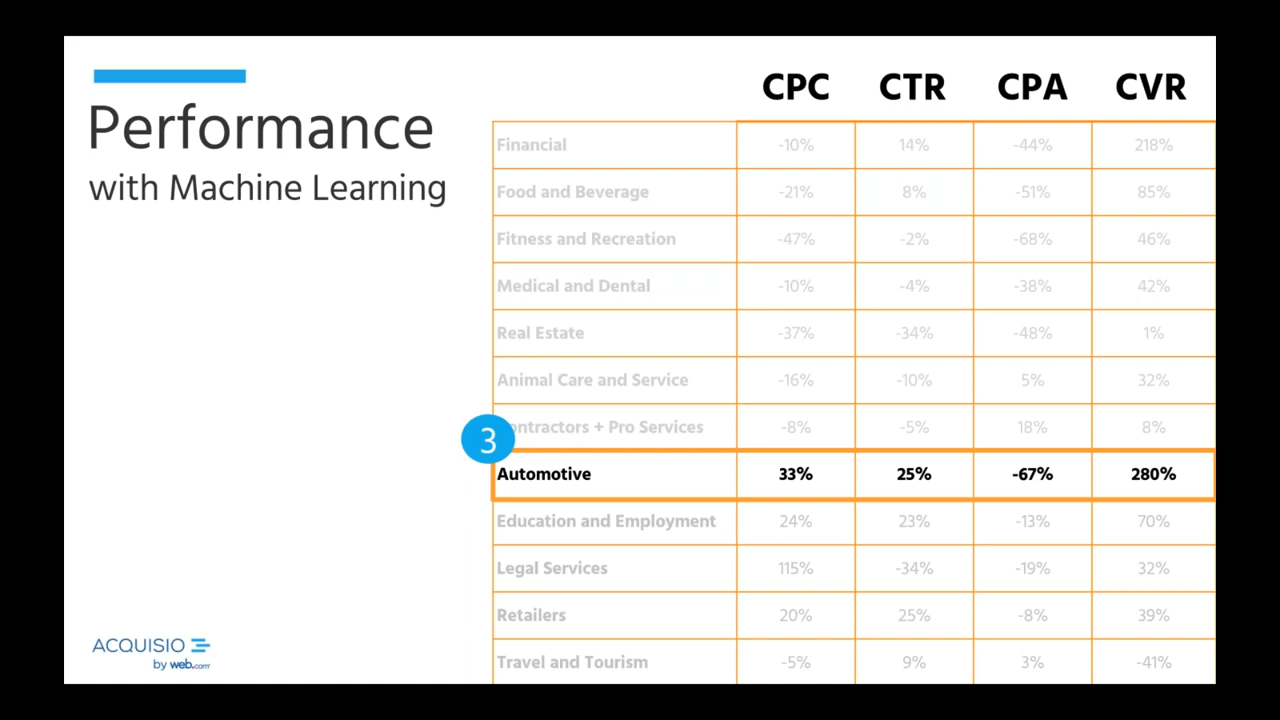 Performance
with Machine Learning
CPC CTR CPA CVR
Financial -10% 14% -44% 218%
Food and Beverage -21% 8% -51% 85%
Fitness and Recreation -47% -2% -68% 46%
Medical and Dental -10% -4% -38% 42%
Real Estate -37% -34% -48% 1%
Animal Care and Service -16% -10% 5% 32%
3
ontractors + Pro Services -8% -5% 18% 8%
Automotive 33% 25% -67% 280%
Education and Employment 24% 23% -13% 70%
Legal Services 115% -34% -19% 32%
Retailers 20% 25% -8% 39%
Travel and Tourism -5% 9% 3% -41%
ACQUISIO
by web.com